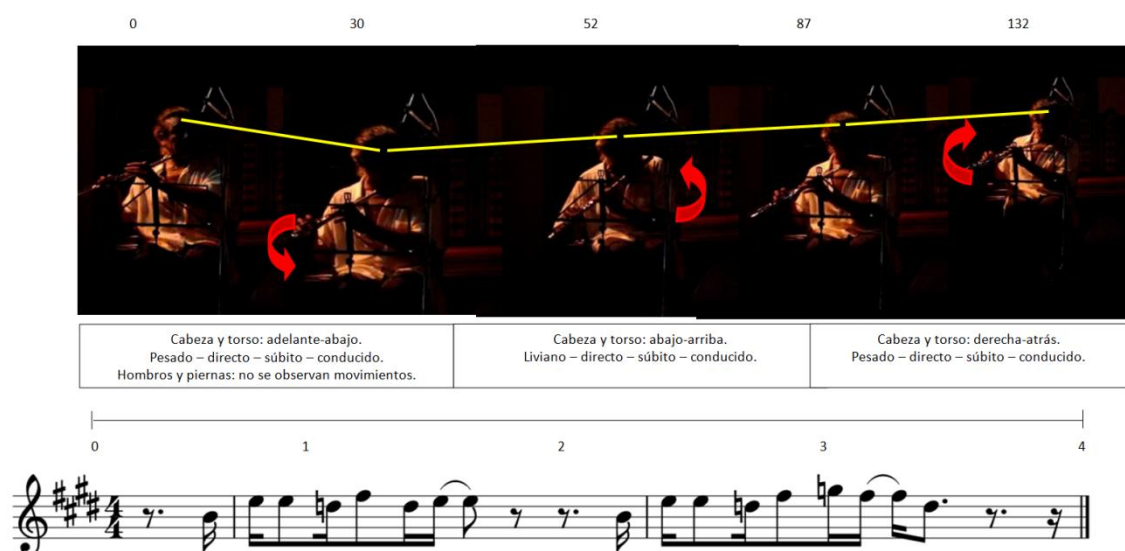 0 30 52 87 132
Cabeza y torso: adelante-abajo.
Pesado – directo – súbito – conducido.
Hombros y piernas: no se observan movimientos.
Cabeza y torso: abajo-arriba.
Liviano – directo – súbito – conducido.
Cabeza y torso: derecha-atrás.
Pesado – directo – súbito – conducido.
0 1 2 3 4
4
4